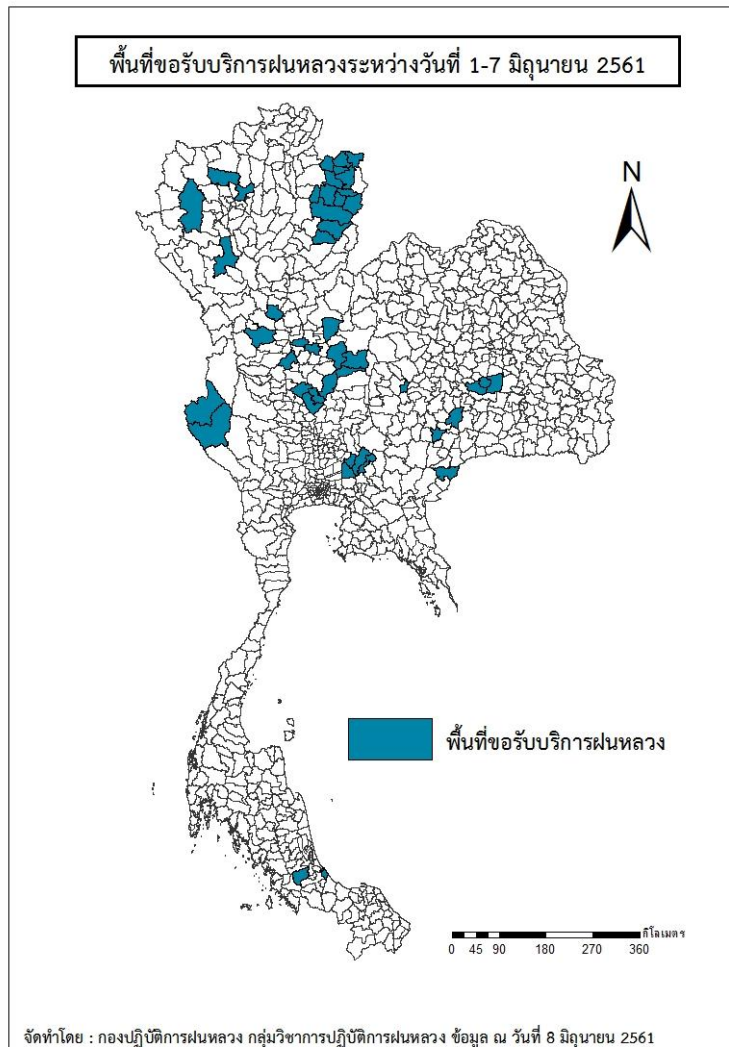 พื้นที่ขอรับบริการฝนหลวงระหว่างวันที่ 1-7 มิถุนายน 2561
N
พื้นที่ขอรับบริการฝนหลวง
กิโลเมตร
0 45 90 180 270 360
จัดทำโดย : กองปฏิบัติการฝนหลวง กลุ่มวิชาการปฏิบัติการฝนหลวง ข้อมูล ณ วันที่ 8 มิถุนายน 2561